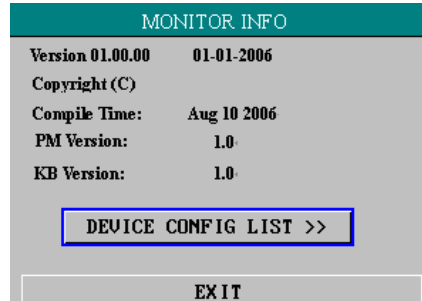 MONITOR INFO
Version 01.00.00 01-01-2006
Copyright (C)
Compile Time: Aug 10 2006
PM Version: 1.0
KB Version: 1.0
DEVICE CONFIG LIST >>
EXIT